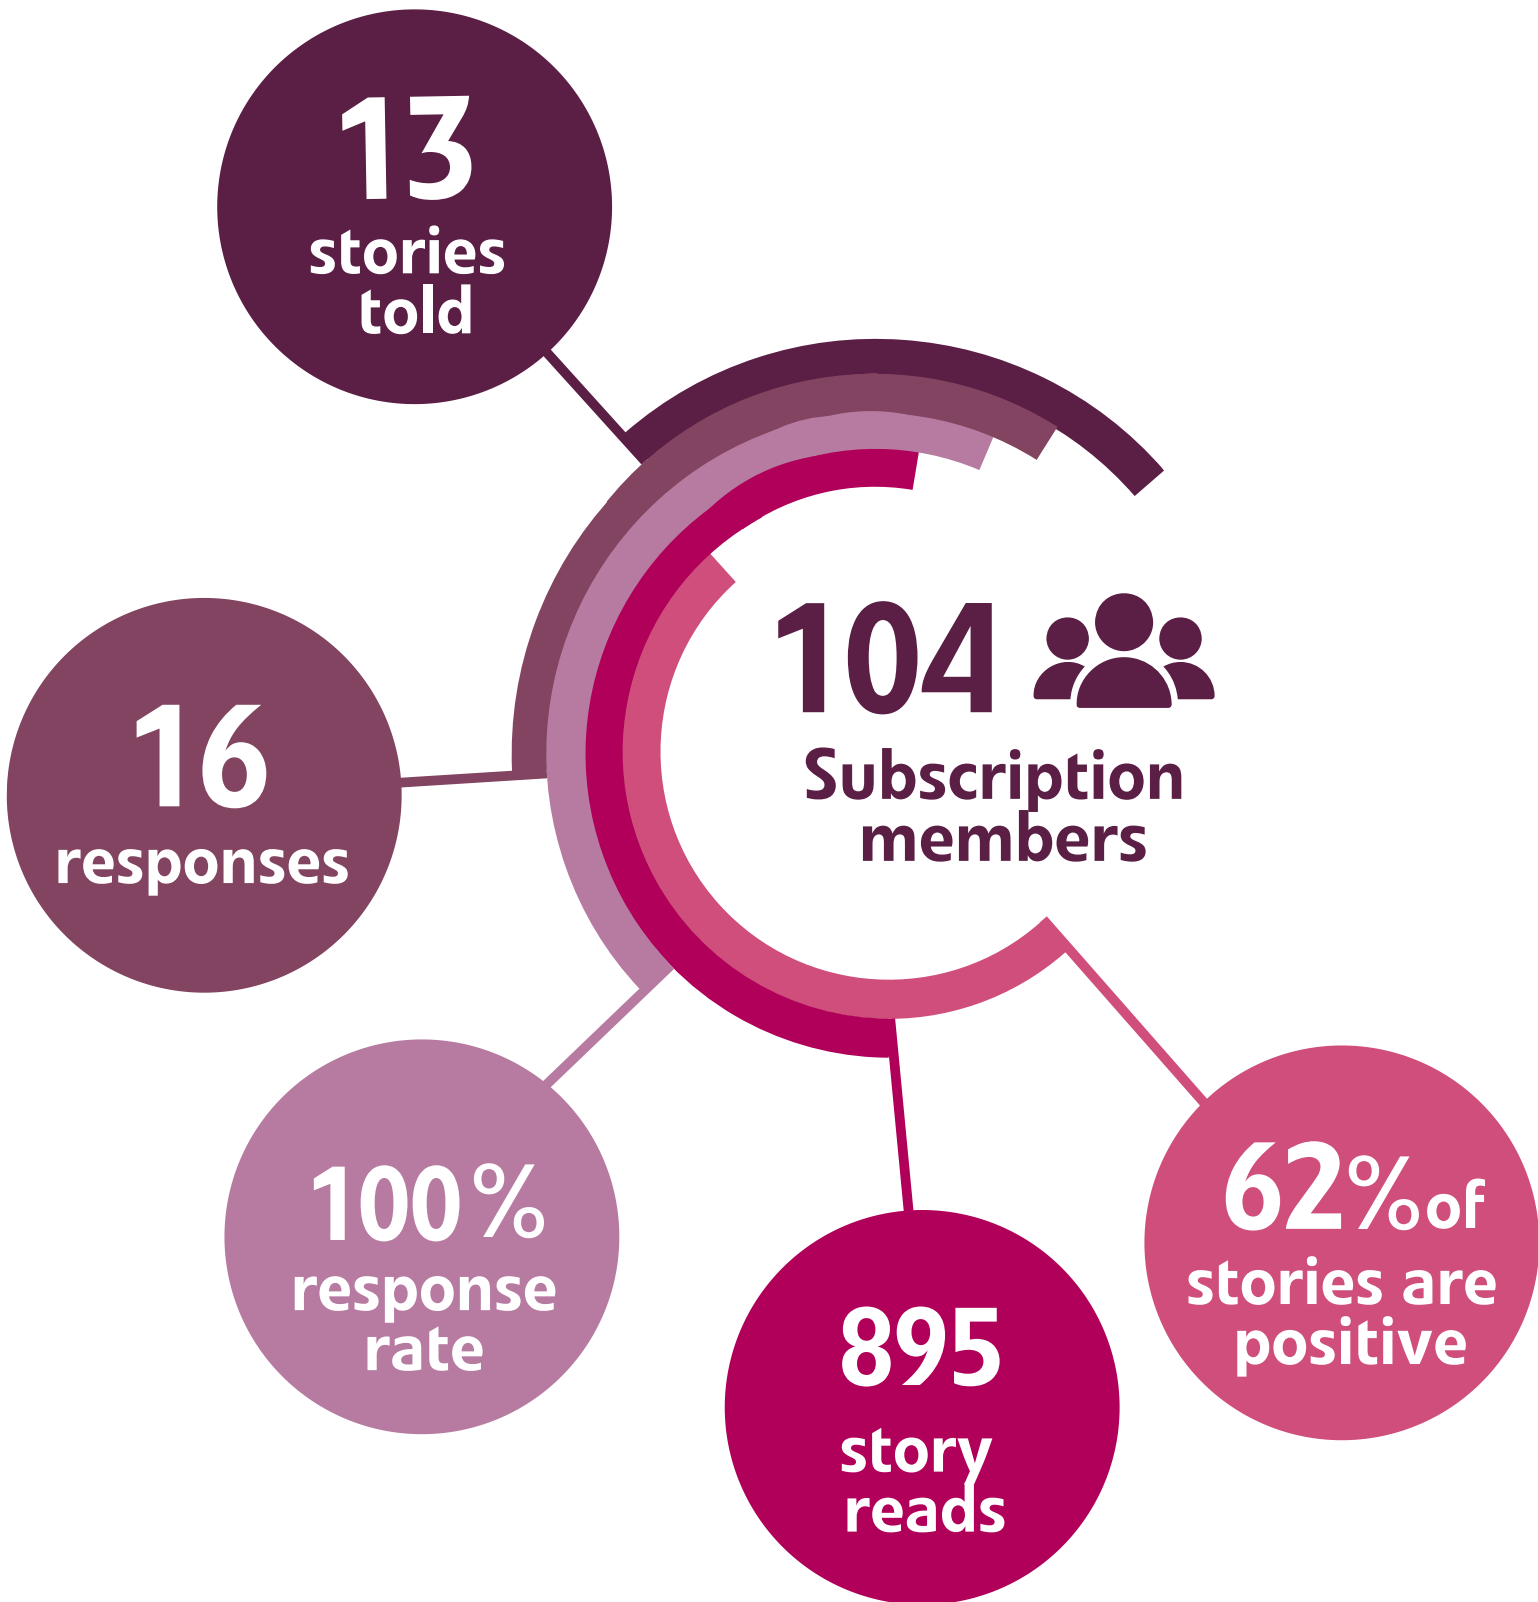 13
stories
told
104
Subscription
members
16
responses
100%
response
rate
895
story
reads
62% of
stories are
positive